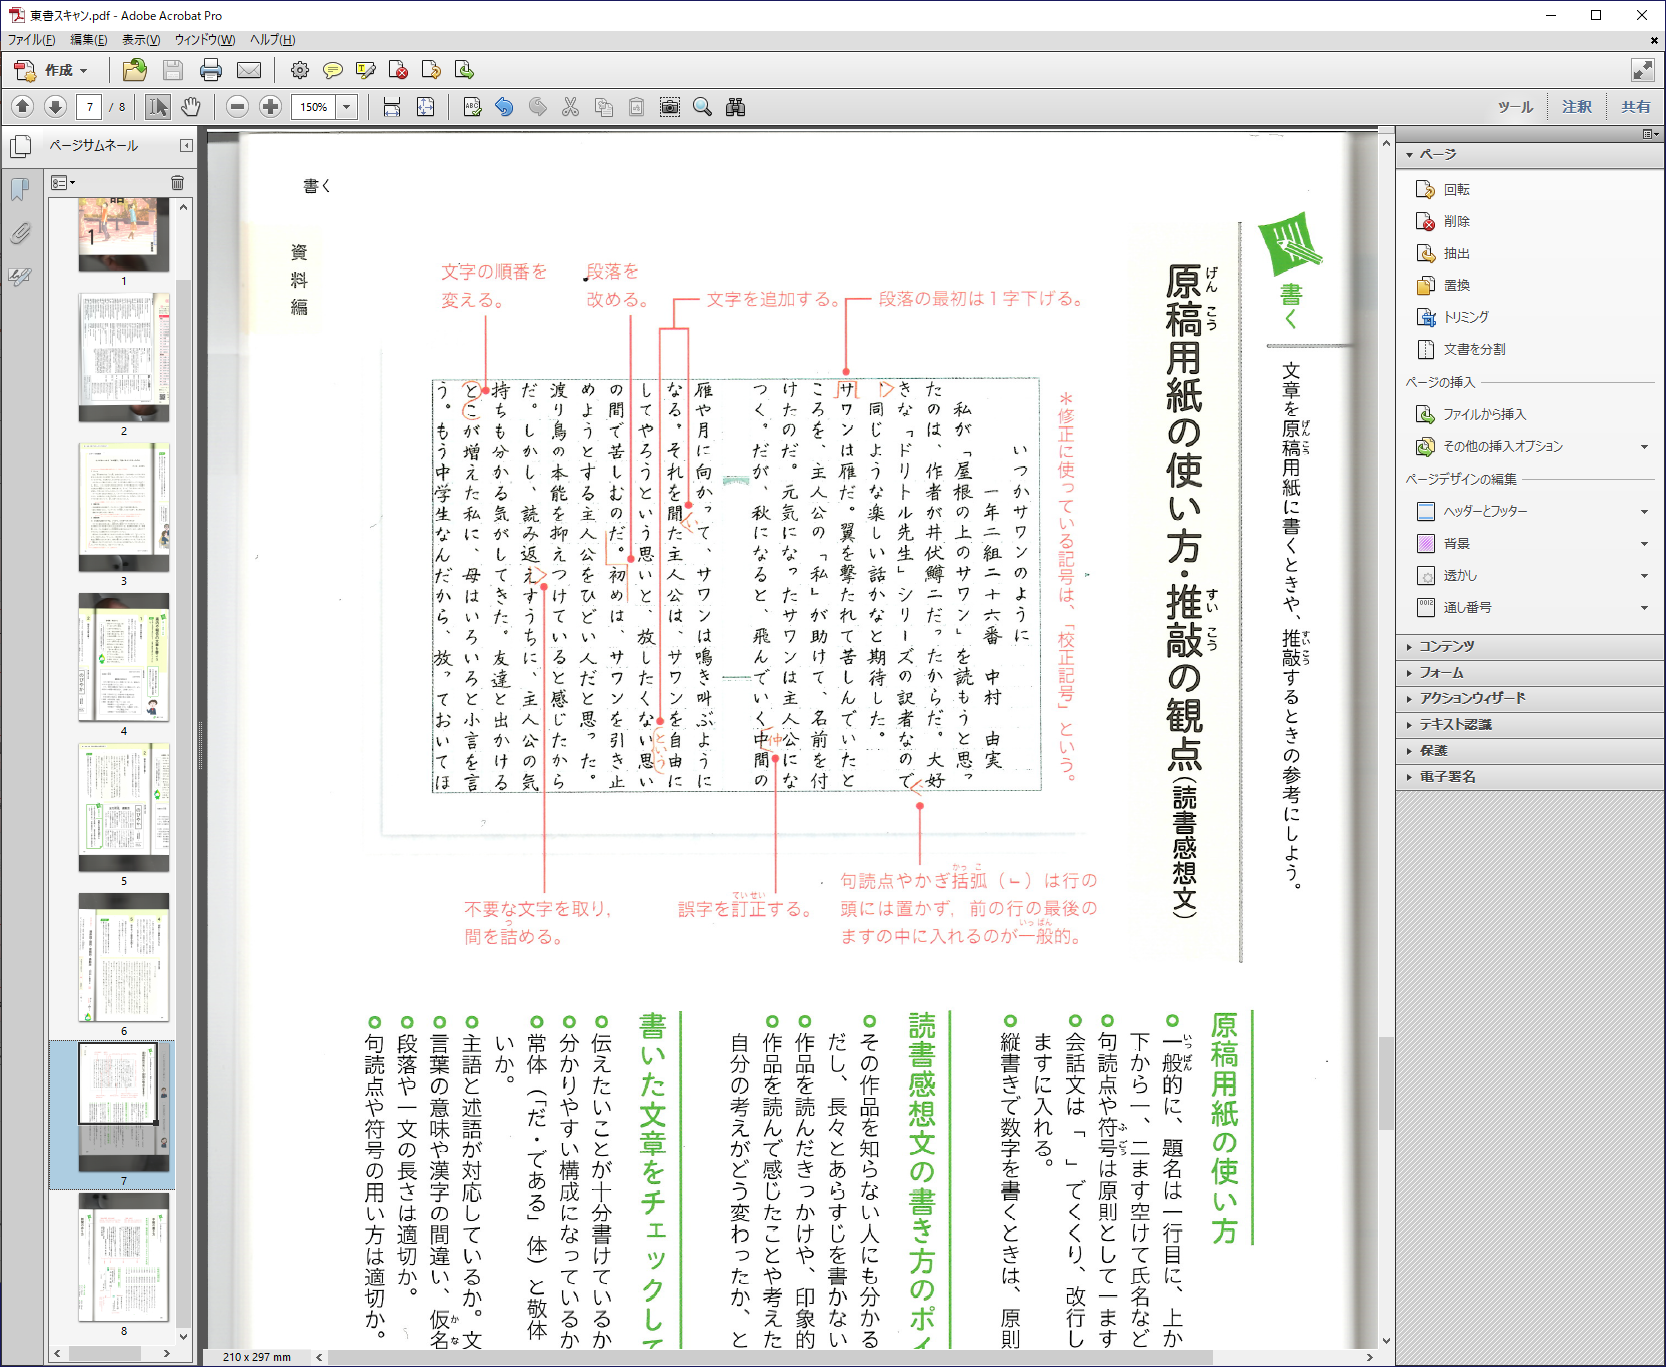 東書スキャン.pdf - Adobe Acrobat Pro
ファイル(F) 編集(E) 表示(V) ウィンドウ(W) ヘルプ(H)
作成
7 / 8
150%
ツール 注釈 共有
ページサムネール
1
2
3
4
5
6
7
8
書く
資料編
書く
文章を原稿用紙に書くときや、推敲するときの参考にしよう。
原稿用紙の使い方・推敲の観点(読書感想文)
*修正に使っている記号は、「校正記号」という。
段落の最初は1字下げる。
文字を追加する。
段落を
改める。
文字の順番を
変える。
いつかサワンのように
一年二組二十六番 中村 由実
私が「屋根の上のサワン」を読もうと思っ
たのは、作者が井伏鱒二だったからだ。大好
きな「ドリトル先生」シリーズの訳者なので
、同じような楽しい話かなと期待した。
サワンは雁だ。翼を撃たれて苦しんでいたと
ころを、主人公の「私」が助けて、名前を付
けたのだ。元気になったサワンは主人公にな
つく。だが、秋になると、飛んでいく中間の
仲
雁や月に向かって、サワンは鳴き叫ぶように
なる。それを聞た主人公は、サワンを自由に
い
してやろうという思いと、放したくない思い
という
の間で苦しむのだ。初めは、サワンを引き止
めようとする主人公をひどい人だと思った。
渡り鳥の本能を抑えつけていると感じたから
だ。しかし、読み返えすうちに、主人公の気
持ちも分かる気がしてきた。友達と出かける
とこが増えた私に、母はいろいろと小言を言
う。もう中学生なんだから、放っておいてほ
句読点やかぎ括弧(﹂)は行の
頭には置かず，前の行の最後の
ますの中に入れるのが一般的。
誤字を訂正する。
不要な文字を取り，
間を詰める。
原稿用紙の使い方
一般的に、題名は一行目に、上か
下から一、二ます空けて氏名など
句読点や符号は原則として一ます
会話文は「　」でくくり、改行し
ますに入れる。
縦書きで数字を書くときは、原則
読書感想文の書き方のポイ
その作品を知らない人にも分かる
だし、長々とあらすじを書かない
作品を読んだきっかけや、印象的
作品を読んで感じたことや考えた
自分の考えがどう変わったか、と
書いた文章をチェックして
伝えたいことが十分書けているか
分かりやすい構成になっているか
常体(「だ・である」体)と敬体
いか。
主語と述語が対応しているか。文
言葉の意味や漢字の間違い、仮名
段落や一文の長さは適切か。
句読点や符号の用い方は適切か。
210 x 297 mm
ページ
回転
削除
抽出
置換
トリミング
文書を分割
ページの挿入
ファイルから挿入
その他の挿入オプション
ページデザインの編集
ヘッダーとフッター
背景
透かし
通し番号
コンテンツ
フォーム
アクションウィザード
テキスト認識
保護
電子署名